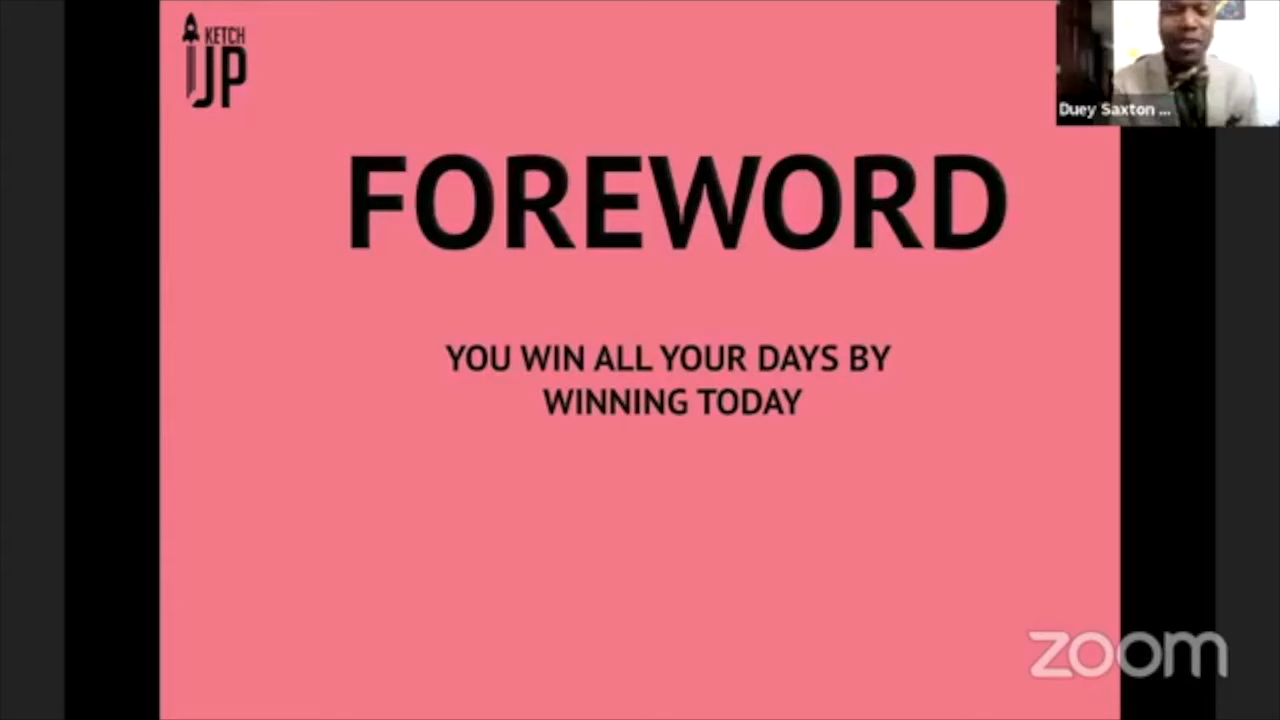 KETCH
UP
Duey Saxton ...
FOREWORD
YOU WIN ALL YOUR DAYS BY
WINNING TODAY
zoom